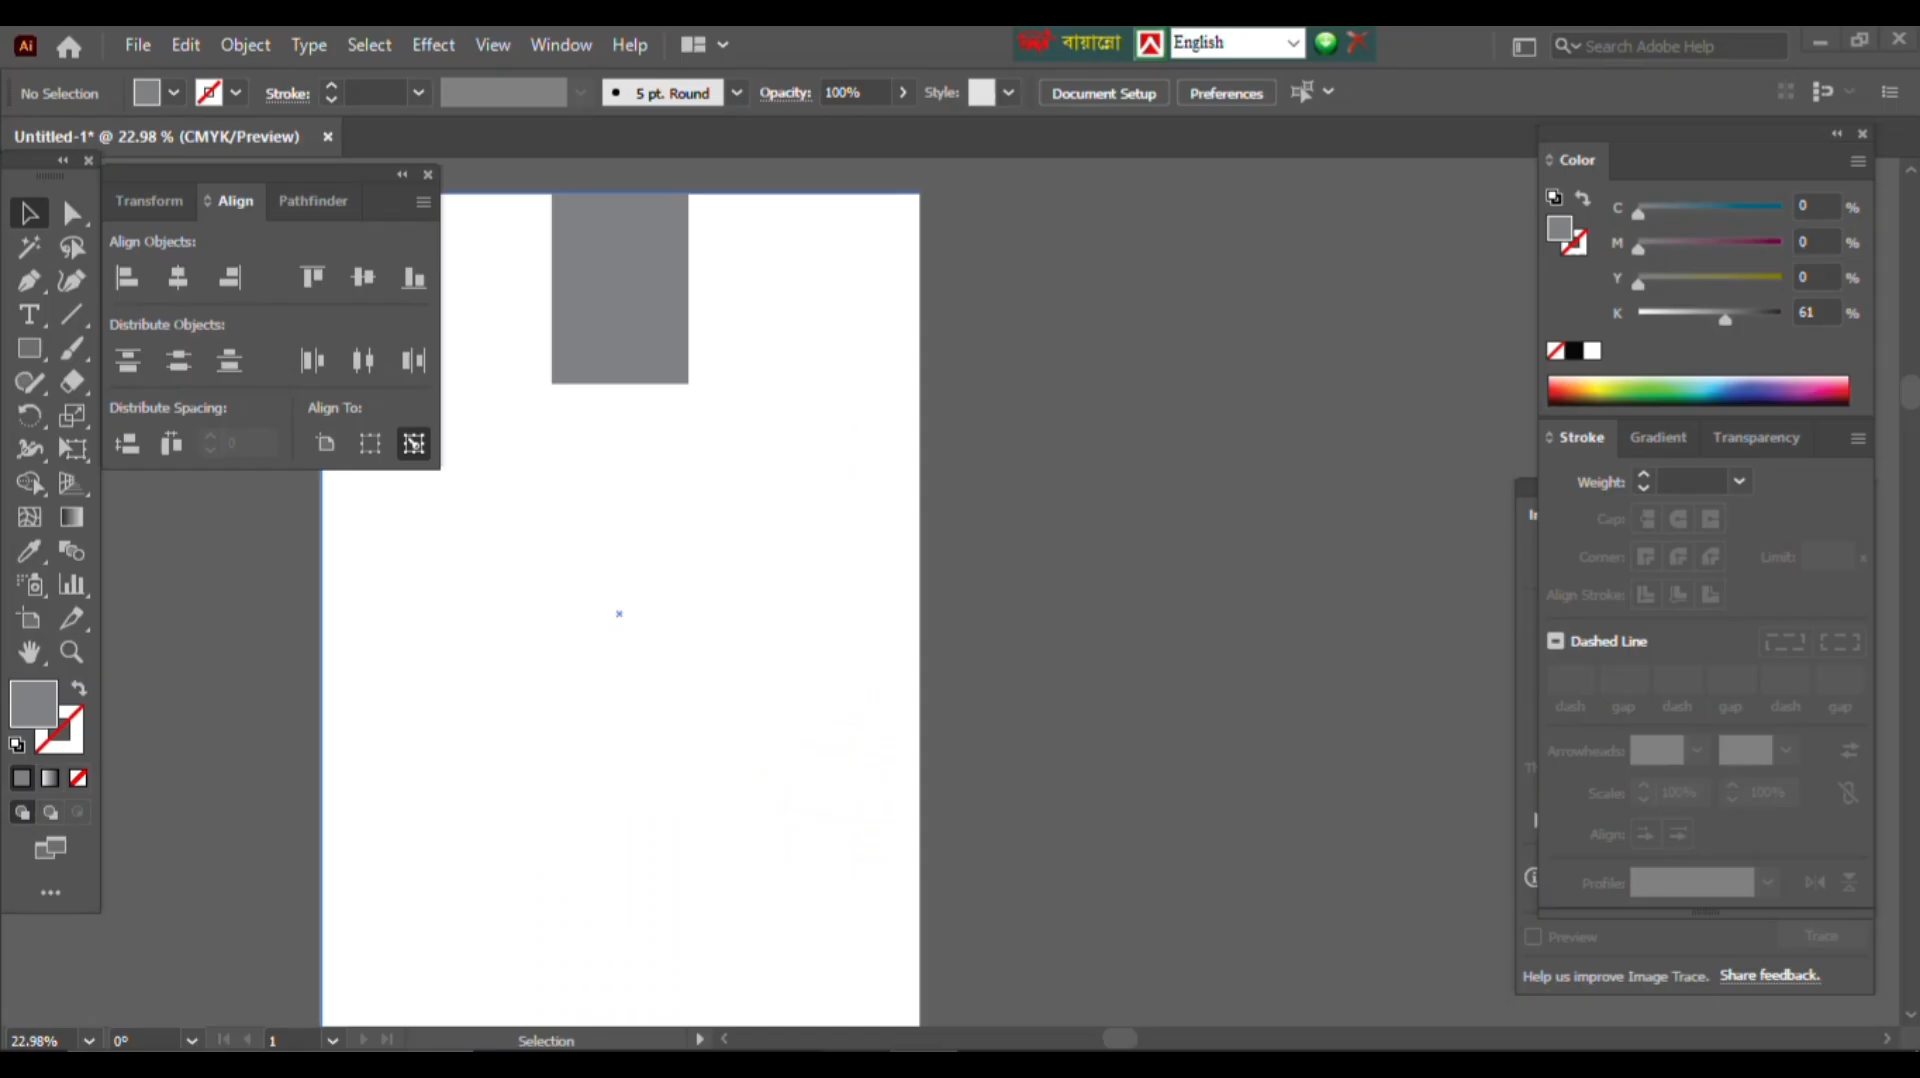 Ai File Edit Object Type Select Effect View Window Help
বায়ান্নো English
Search Adobe Help
No Selection Stroke: 5 pt. Round Opacity: 100% Style: Document Setup Preferences
Untitled-1* @ 22.98 % (CMYK/Preview)
Transform Align Pathfinder
Align Objects:
Distribute Objects:
Distribute Spacing: Align To:
0
Color
C 0 %
M 0 %
Y 0 %
K 61 %
Stroke Gradient Transparency
Weight:
Cap:
Corner: Limit: x
Align Stroke:
Dashed Line
dash gap dash gap dash gap
Arrowheads:
Scale: 100% 100%
Align:
Profile:
Preview Trace
Help us improve Image Trace. Share feedback.
22.98% 0° 1 Selection